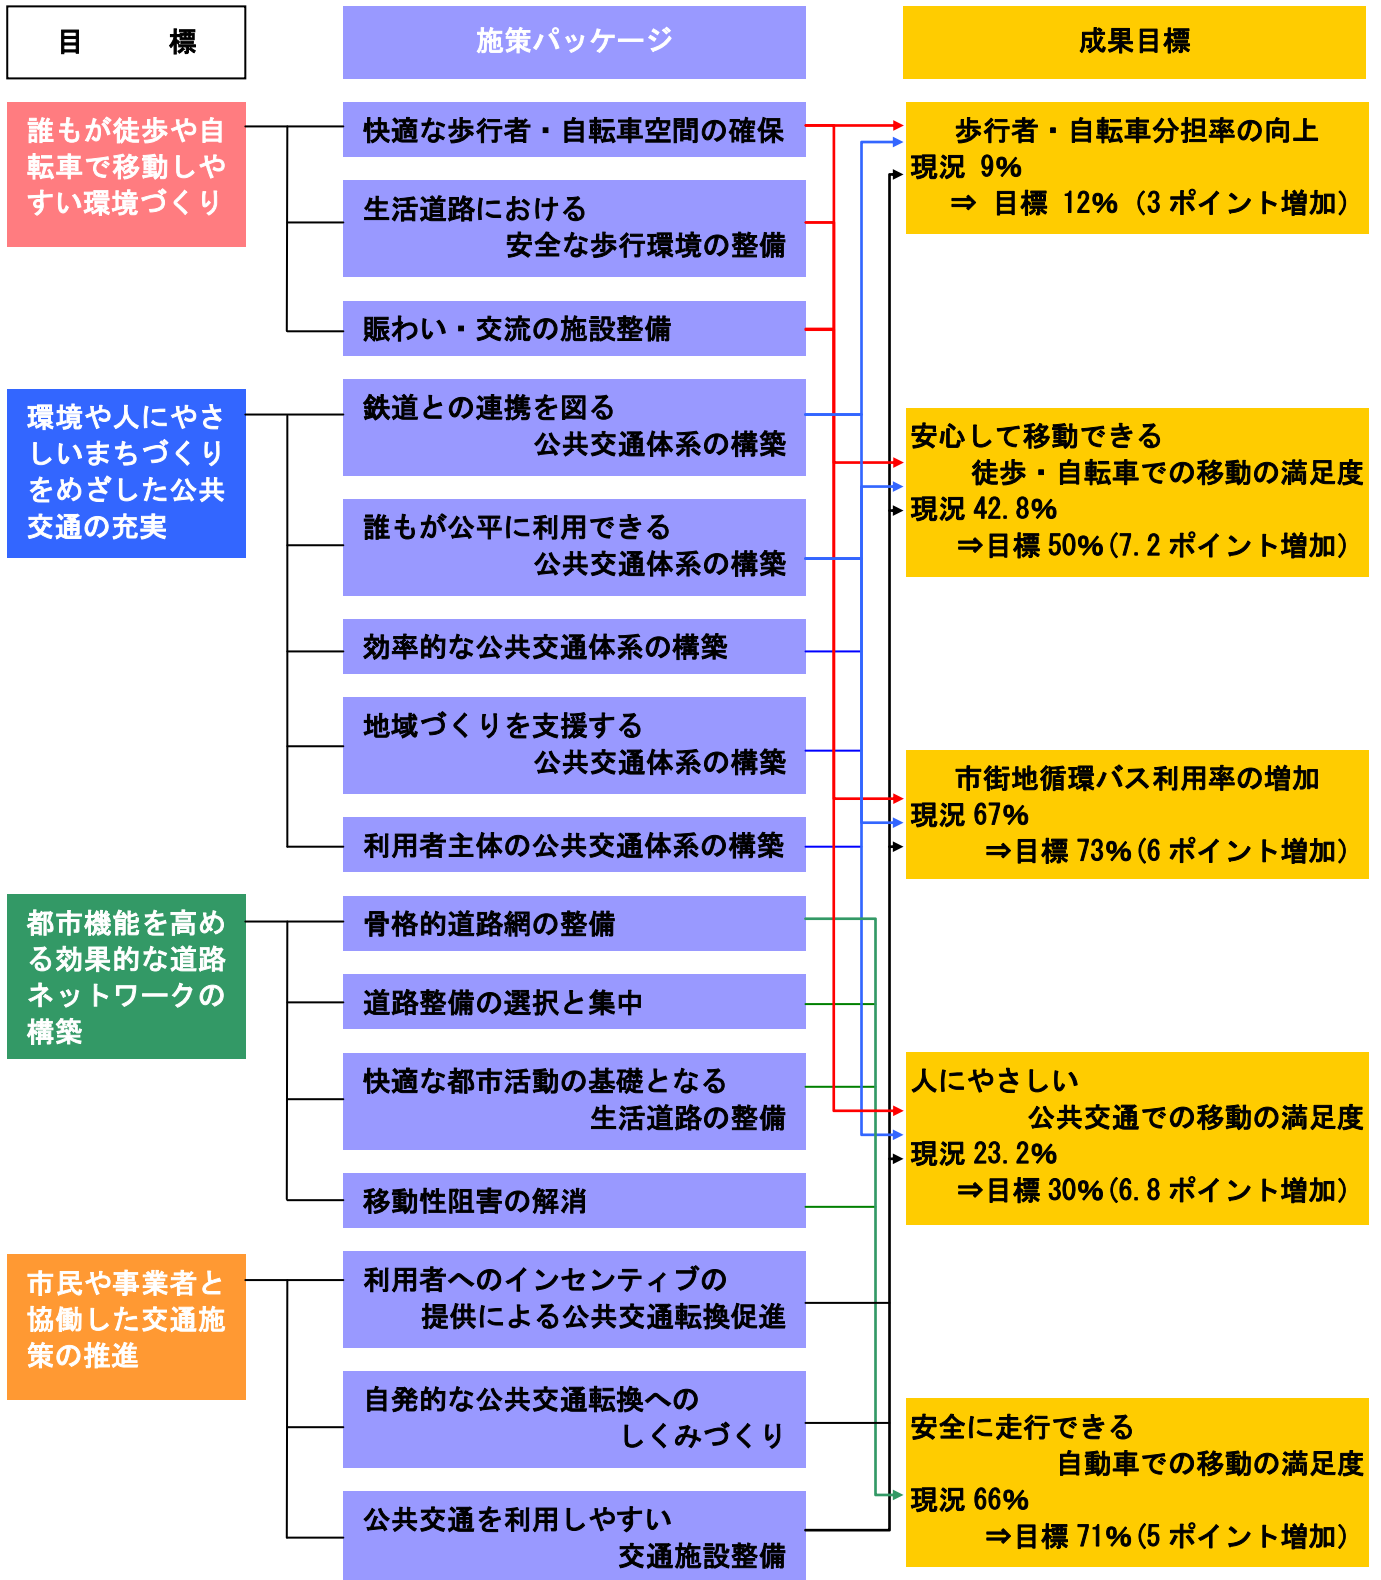 目　標
施策パッケージ
成果目標
誰もが徒歩や自
転車で移動しや
すい環境づくり
快適な歩行者・自転車空間の確保
生活道路における
安全な歩行環境の整備
賑わい・交流の施設整備
環境や人にやさ
しいまちづくり
をめざした公共
交通の充実
鉄道との連携を図る
公共交通体系の構築
誰もが公平に利用できる
公共交通体系の構築
効率的な公共交通体系の構築
地域づくりを支援する
公共交通体系の構築
利用者主体の公共交通体系の構築
都市機能を高め
る効果的な道路
ネットワークの
構築
骨格的道路網の整備
道路整備の選択と集中
快適な都市活動の基礎となる
生活道路の整備
移動性阻害の解消
市民や事業者と
協働した交通施
策の推進
利用者へのインセンティブの
提供による公共交通転換促進
自発的な公共交通転換への
しくみづくり
公共交通を利用しやすい
交通施設整備
歩行者・自転車分担率の向上
現況 9%
⇒ 目標 12% (3ポイント増加)
安心して移動できる
徒歩・自転車での移動の満足度
現況 42.8%
⇒目標 50%(7.2ポイント増加)
市街地循環バス利用率の増加
現況 67%
⇒目標 73%(6ポイント増加)
人にやさしい
公共交通での移動の満足度
現況 23.2%
⇒目標 30%(6.8ポイント増加)
安全に走行できる
自動車での移動の満足度
現況 66%
⇒目標 71%(5ポイント増加)